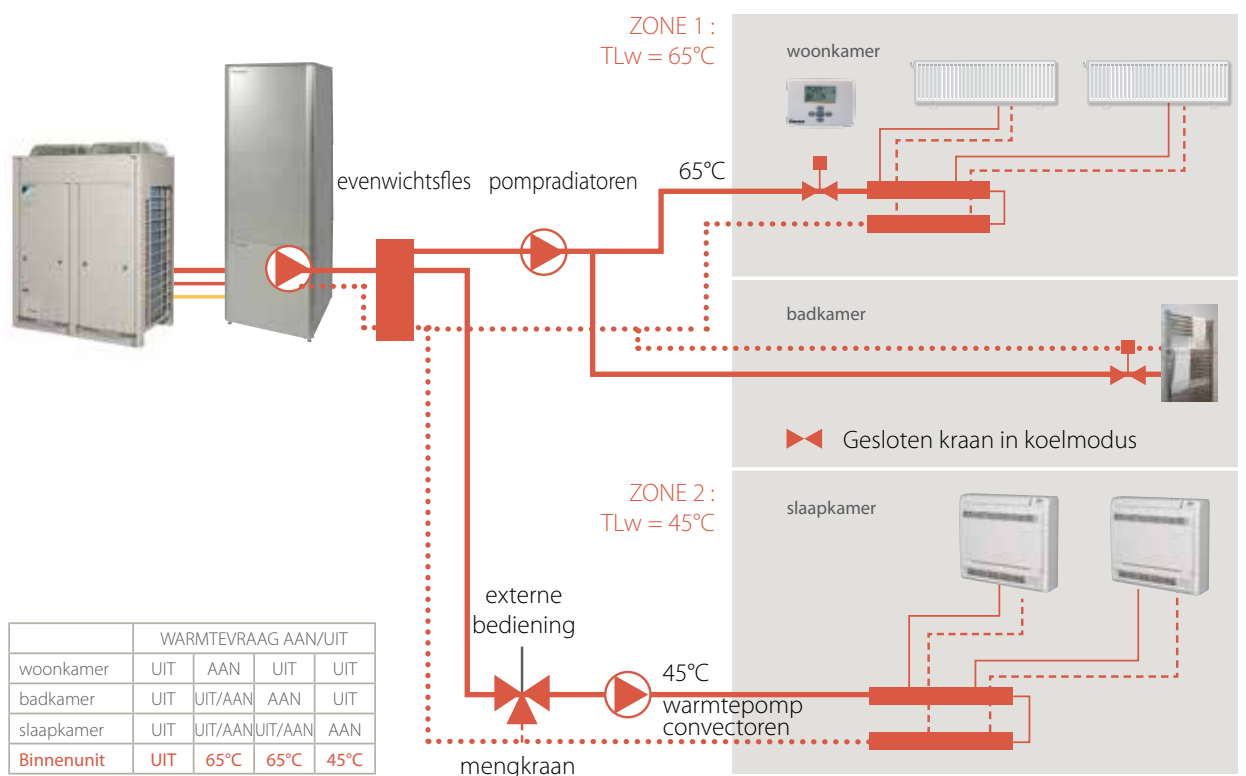 ZONE 1 :
TLw = 65°C
woonkamer
evenwichtsfles
pompradiatoren
65°C
badkamer
Gesloten kraan in koelmodus
ZONE 2 :
TLw = 45°C
slaapkamer
externe
bediening
45°C
warmtepomp
convectoren
mengkraan
WARMTEVRAAG AAN/UIT
woonkamer UIT AAN UIT UIT
badkamer UIT UIT/AAN AAN UIT
slaapkamer UIT UIT/AAN UIT/AAN AAN
Binnenunit UIT 65°C 65°C 45°C